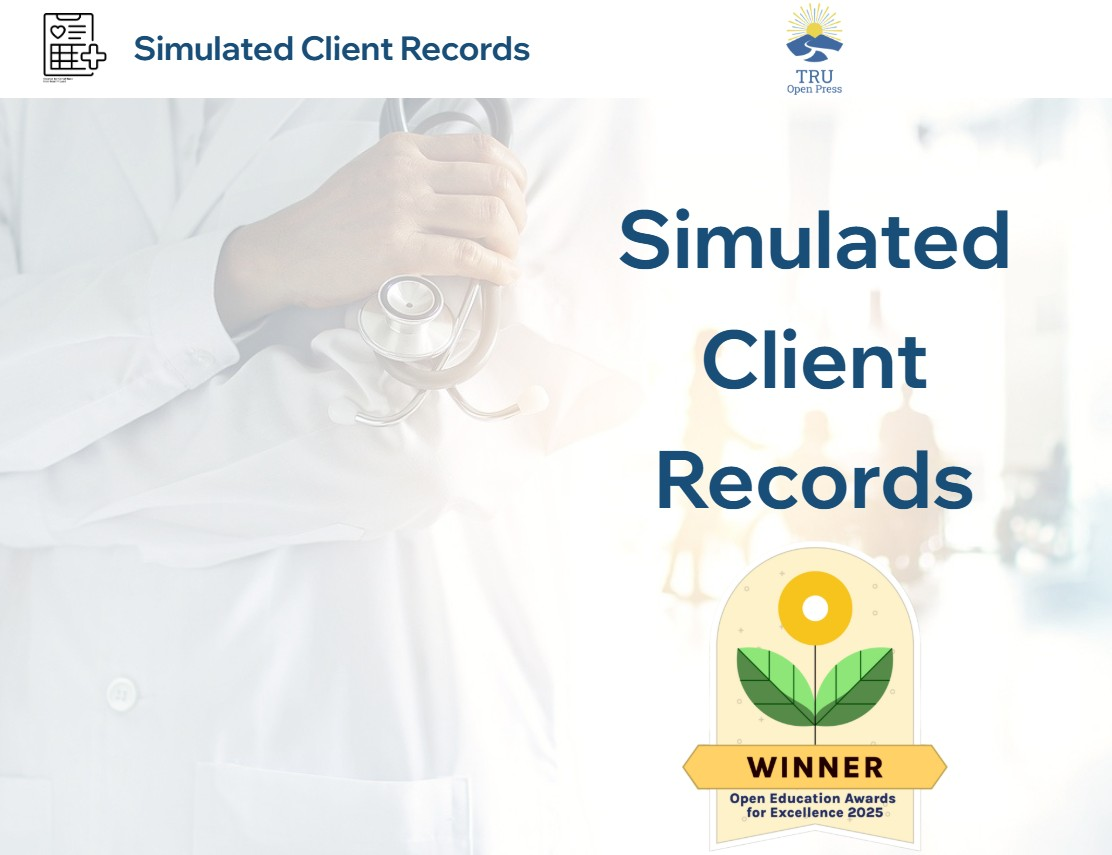 Simulated Client Records
TRU
Open Press
Simulated
Client
Records
WINNER
Open Education Awards
for Excellence 2025